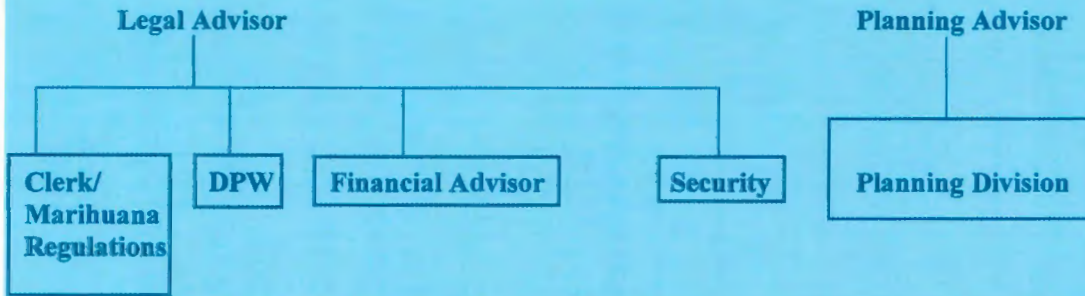 Legal Advisor
Planning Advisor
Clerk/
Marihuana
Regulations
DPW
Financial Advisor
Security
Planning Division